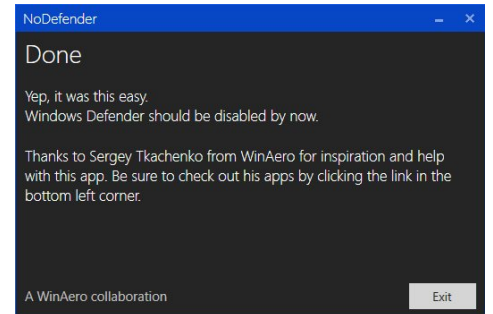 NoDefender
Done
Yep, it was this easy.
Windows Defender should be disabled by now.
Thanks to Sergey Tkachenko from WinAero for inspiration and help
with this app. Be sure to check out his apps by clicking the link in the
bottom left corner.
A WinAero collaboration
Exit